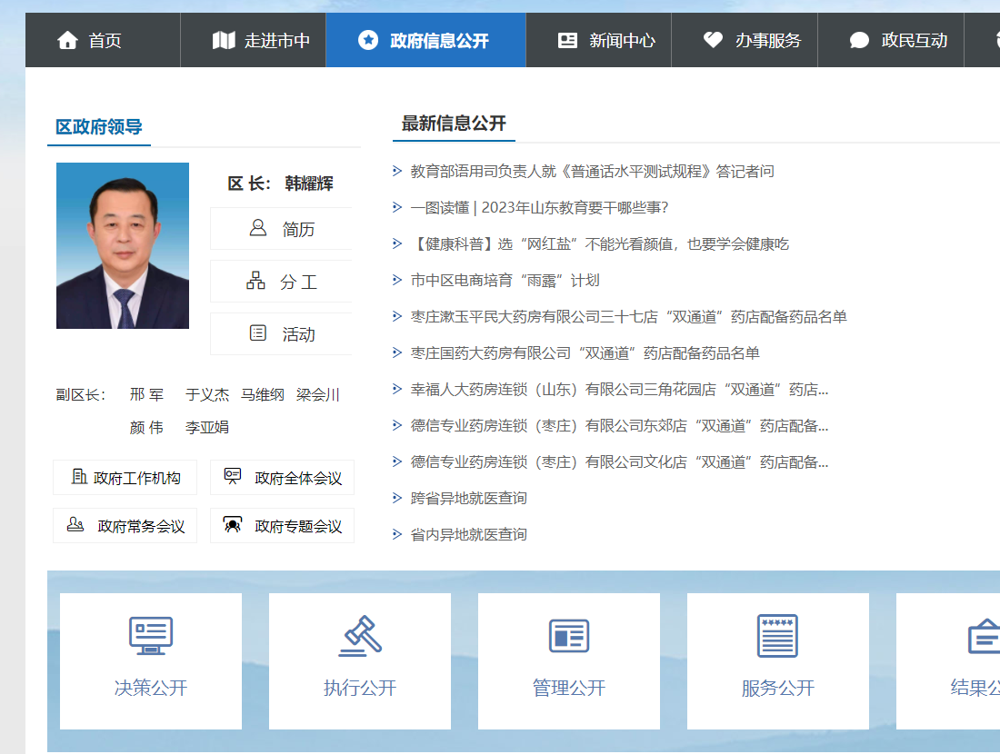 首页 走进市中 政府信息公开 新闻中心 办事服务 政民互动
区政府领导
区 长： 韩耀辉
简历
分 工
活动
副区长： 邢 军 于义杰 马维纲 梁会川
颜 伟 李亚娟
政府工作机构 政府全体会议
政府常务会议 政府专题会议
最新信息公开
教育部语用司负责人就《普通话水平测试规程》答记者问
一图读懂 | 2023年山东教育要干哪些事?
【健康科普】选“网红盐”不能光看颜值，也要学会健康吃
市中区电商培育“雨露”计划
枣庄漱玉平民大药房有限公司三十七店“双通道”药店配备药品名单
枣庄国药大药房有限公司“双通道”药店配备药品名单
幸福人大药房连锁（山东）有限公司三角花园店“双通道”药店...
德信专业药房连锁（枣庄）有限公司东郊店“双通道”药店配备...
德信专业药房连锁（枣庄）有限公司文化店“双通道”药店配备...
跨省异地就医查询
省内异地就医查询
决策公开 执行公开 管理公开 服务公开 结果公